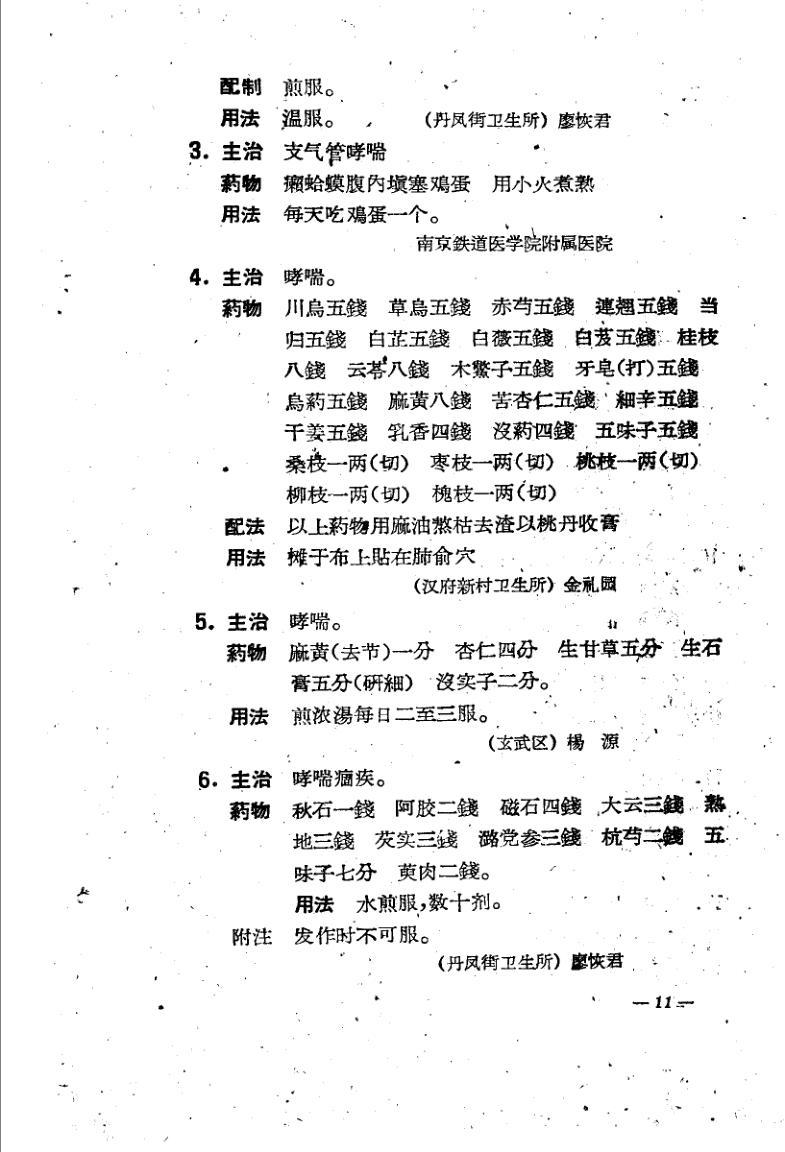 配制 煎服。
用法 温服。 (丹凤街卫生所) 廖恢君
3. 主治 支气管哮喘
葯物 癩蛤蟆腹內塡塞鷄蛋 用小火煮熟
用法 每天吃鷄蛋一个。
南京鉄道医学院附属医院
4. 主治 哮喘。
葯物 川烏五錢 草烏五錢 赤芍五錢 連翘五錢 当
归五錢 白芷五錢 白薇五錢 白芨五錢 桂枝
八錢 云苓八錢 木鱉子五錢 牙皂(打)五錢
烏葯五錢 麻黃八錢 苦杏仁五錢 細辛五錢
干姜五錢 乳香四錢 沒葯四錢 五味子五錢
桑枝一两(切) 枣枝一两(切) 桃枝一两(切)
柳枝一两(切) 槐枝一两(切)
配法 以上葯物用麻油熬枯去渣以桃丹收膏
用法 摊于布上貼在肺俞穴
(汉府新村卫生所) 金礼园
5. 主治 哮喘。
葯物 麻黃(去节)一分 杏仁四分 生甘草五分 生石
膏五分(研細) 沒实子二分。
用法 煎浓湯每日二至三服。
(玄武区) 楊 源
6. 主治 哮喘痼疾。
葯物 秋石一錢 阿胶二錢 磁石四錢 大云三錢 熟
地三錢 芡实三錢 潞党参三錢 杭芍二錢 五
味子七分 萸肉二錢。
用法 水煎服,数十剂。
附注 发作时不可服。
(丹凤街卫生所) 廖恢君
— 11 —